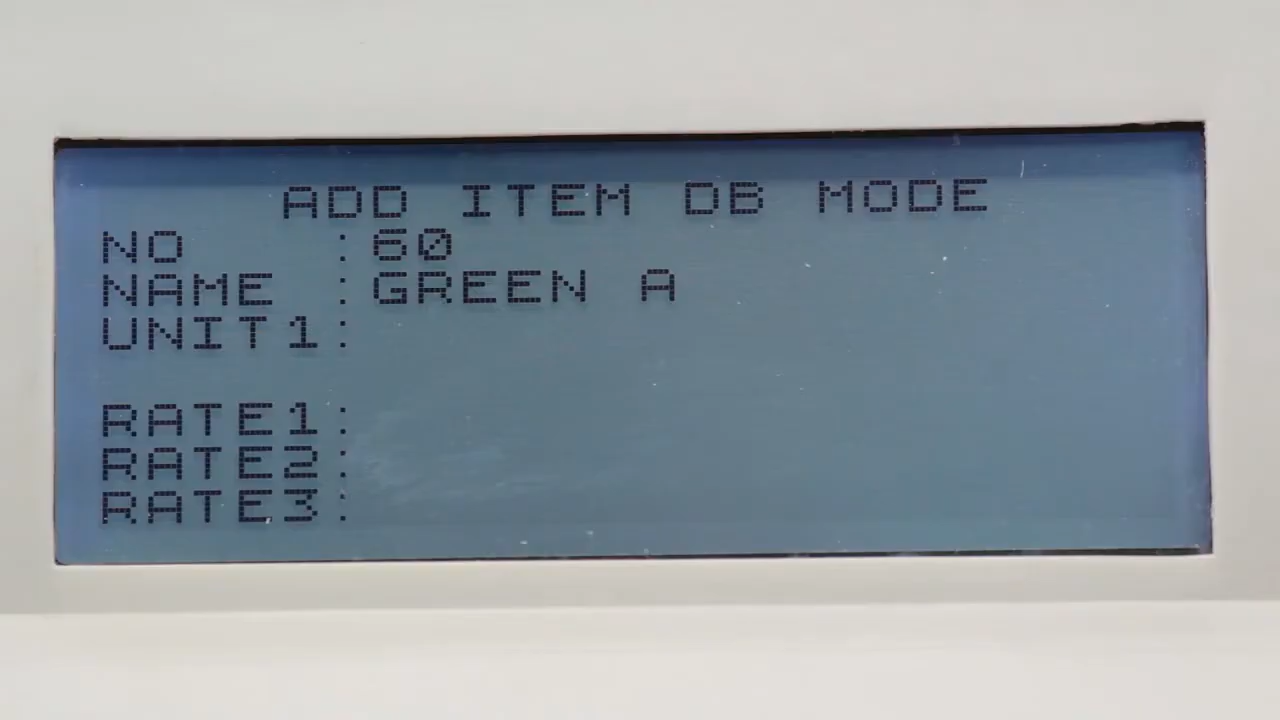 ADD ITEM DB MODE
NO :60
NAME :GREEN A
UNIT1:
RATE1:
RATE2:
RATE3: